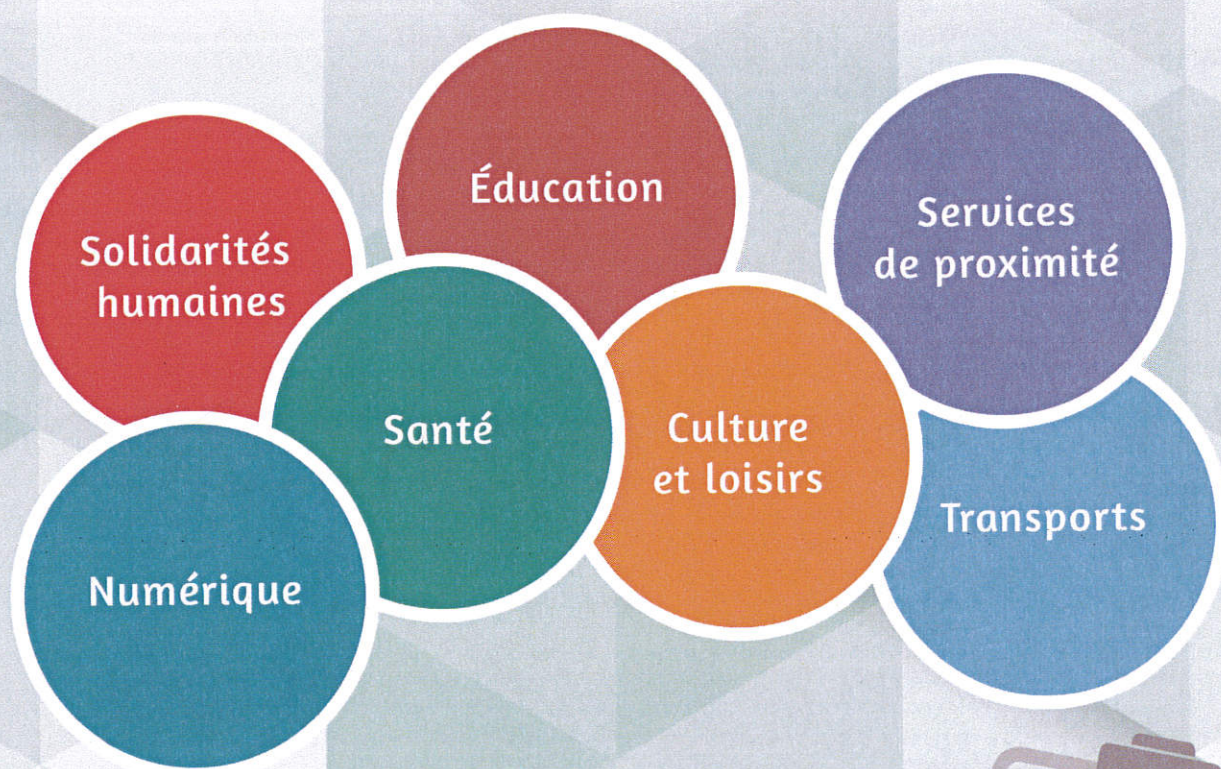 Éducation
Solidarités
humaines
Services
de proximité
Santé
Culture
et loisirs
Transports
Numérique